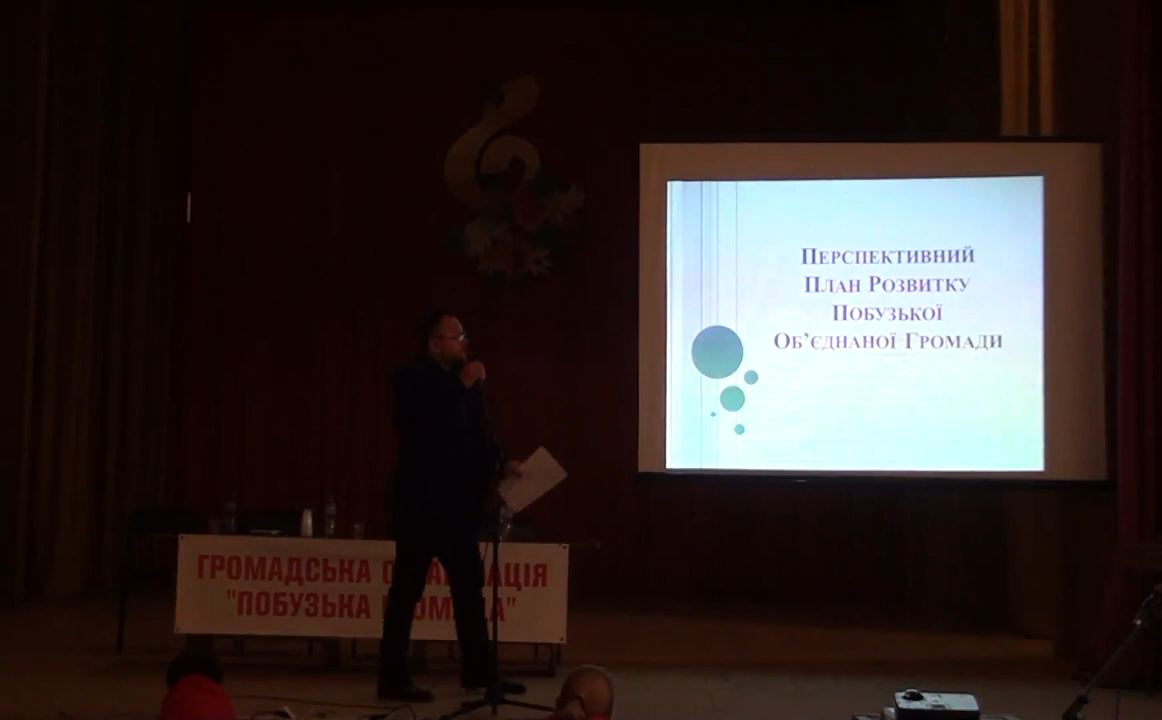 Перспективний
План Розвитку
Побузької
Об'єднаної Громади
ГРОМАДСЬКА
"ПОБУЗЬКА